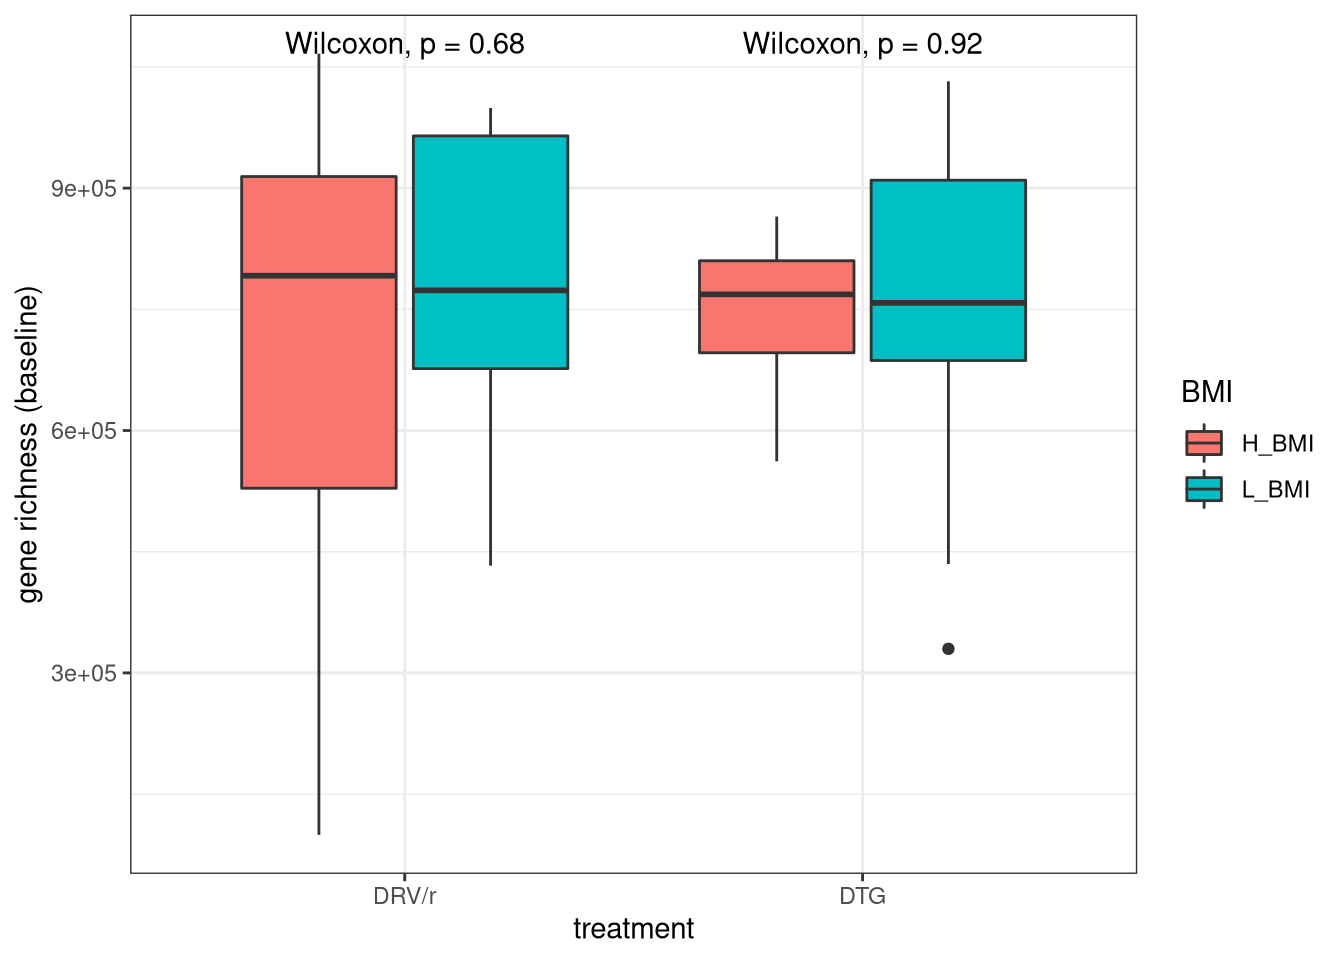 Wilcoxon, p = 0.68
Wilcoxon, p = 0.92
gene richness (baseline)
9e+05
6e+05
3e+05
DRV/r
DTG
treatment
BMI
H_BMI
L_BMI